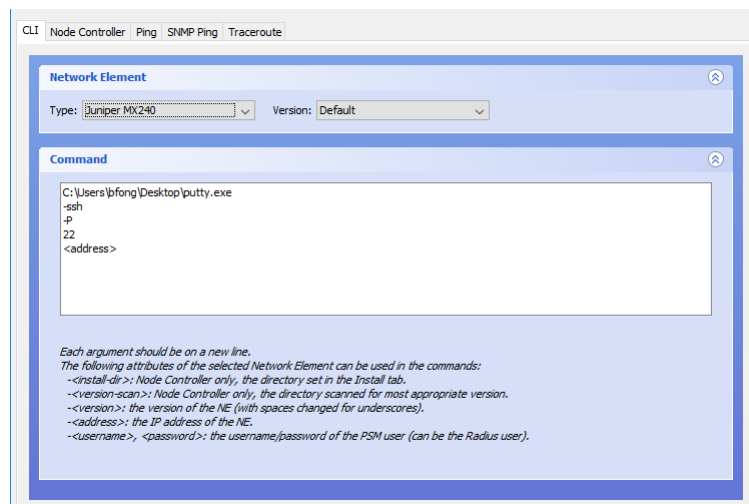 CLI Node Controller Ping SNMP Ping Traceroute
Network Element
Type: Juniper MX240 Version: Default
Command
C:\Users\bfong\Desktop\putty.exe
-ssh
-P
22
<address>
Each argument should be on a new line.
The following attributes of the selected Network Element can be used in the commands:
-<install-dir>: Node Controller only, the directory set in the Install tab.
-<version-scan>: Node Controller only, the directory scanned for most appropriate version.
-<version>: the version of the NE (with spaces changed for underscores).
-<address>: the IP address of the NE.
-<username>, <password>: the username/password of the PSM user (can be the Radius user).